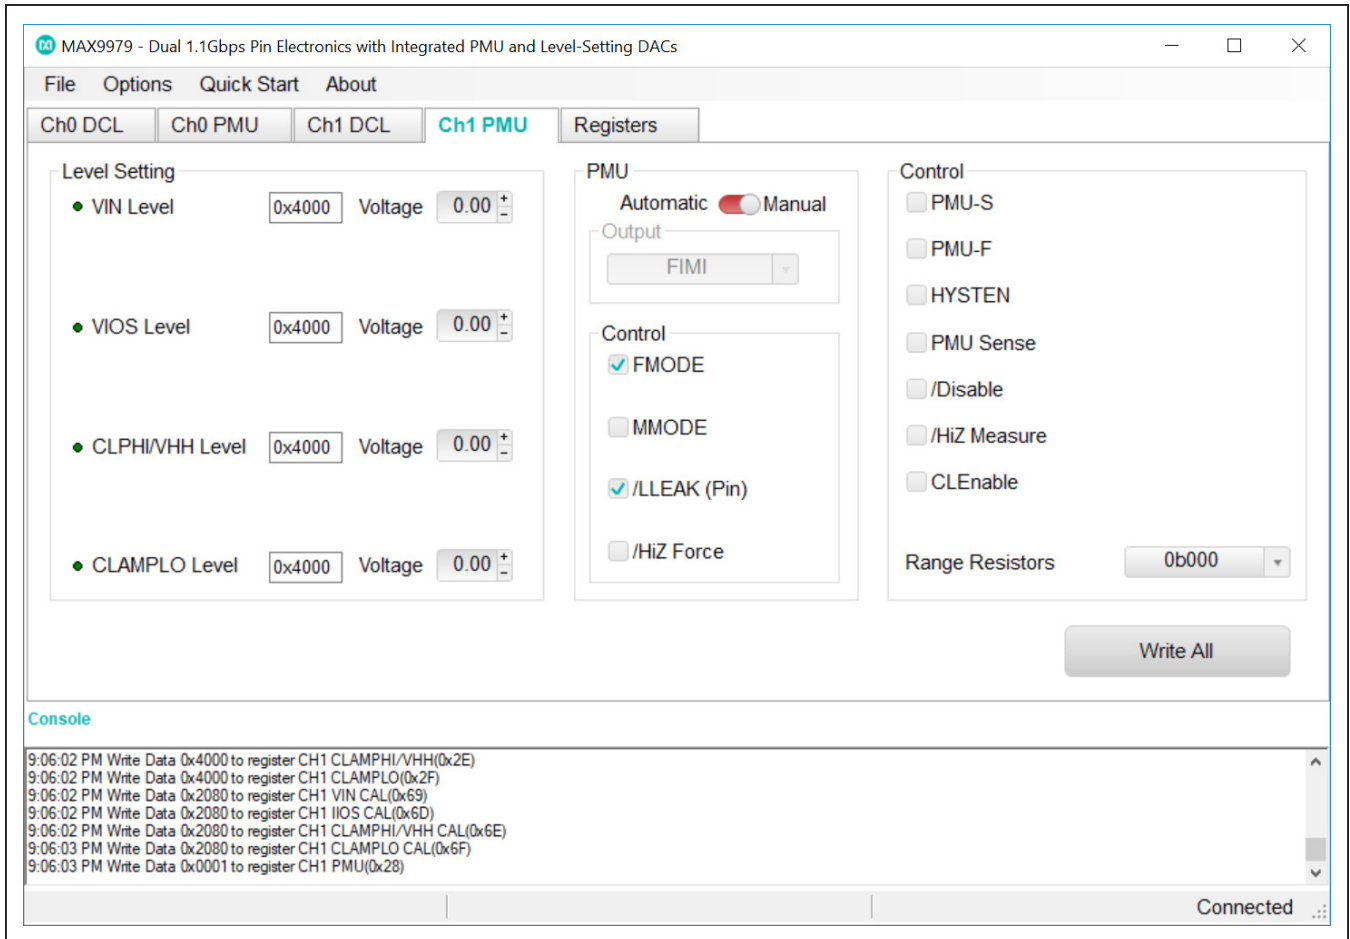 MAX9979 - Dual 1.1Gbps Pin Electronics with Integrated PMU and Level-Setting DACs
File Options Quick Start About
Ch0 DCL Ch0 PMU Ch1 DCL Ch1 PMU Registers
Level Setting
VIN Level 0x4000 Voltage 0.00 + -
VIOS Level 0x4000 Voltage 0.00 + -
CLPHI/VHH Level 0x4000 Voltage 0.00 + -
CLAMPLO Level 0x4000 Voltage 0.00 + -
PMU
Automatic Manual
Output
FIMI
Control
FMODE
MMODE
/LLEAK (Pin)
/HiZ Force
Control
PMU-S
PMU-F
HYSTEN
PMU Sense
/Disable
/HiZ Measure
CLEnable
Range Resistors 0b000
Write All
Console
9:06:02 PM Write Data 0x4000 to register CH1 CLAMPHI/VHH(0x2E)
9:06:02 PM Write Data 0x4000 to register CH1 CLAMPLO(0x2F)
9:06:02 PM Write Data 0x2080 to register CH1 VIN CAL(0x69)
9:06:02 PM Write Data 0x2080 to register CH1 IIOS CAL(0x6D)
9:06:02 PM Write Data 0x2080 to register CH1 CLAMPHI/VHH CAL(0x6E)
9:06:03 PM Write Data 0x2080 to register CH1 CLAMPLO CAL(0x6F)
9:06:03 PM Write Data 0x0001 to register CH1 PMU(0x28)
Connected